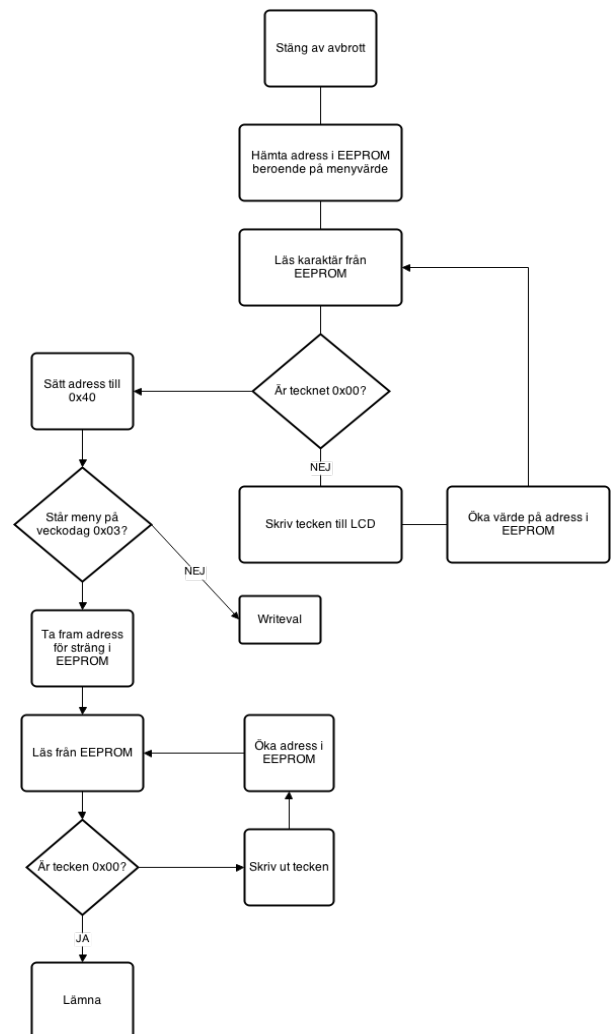 Stäng av avbrott
Hämta adress i EEPROM
beroende på menyvärde
Läs karaktär från
EEPROM
Är tecknet 0x00?
Sätt adress till
0x40
NEJ
Skriv tecken till LCD
Öka värde på adress i
EEPROM
Står meny på
veckodag 0x03?
NEJ
Writeval
Ta fram adress
för sträng i
EEPROM
Läs från EEPROM
Öka adress i
EEPROM
Är tecken 0x00?
Skriv ut tecken
JA
Lämna